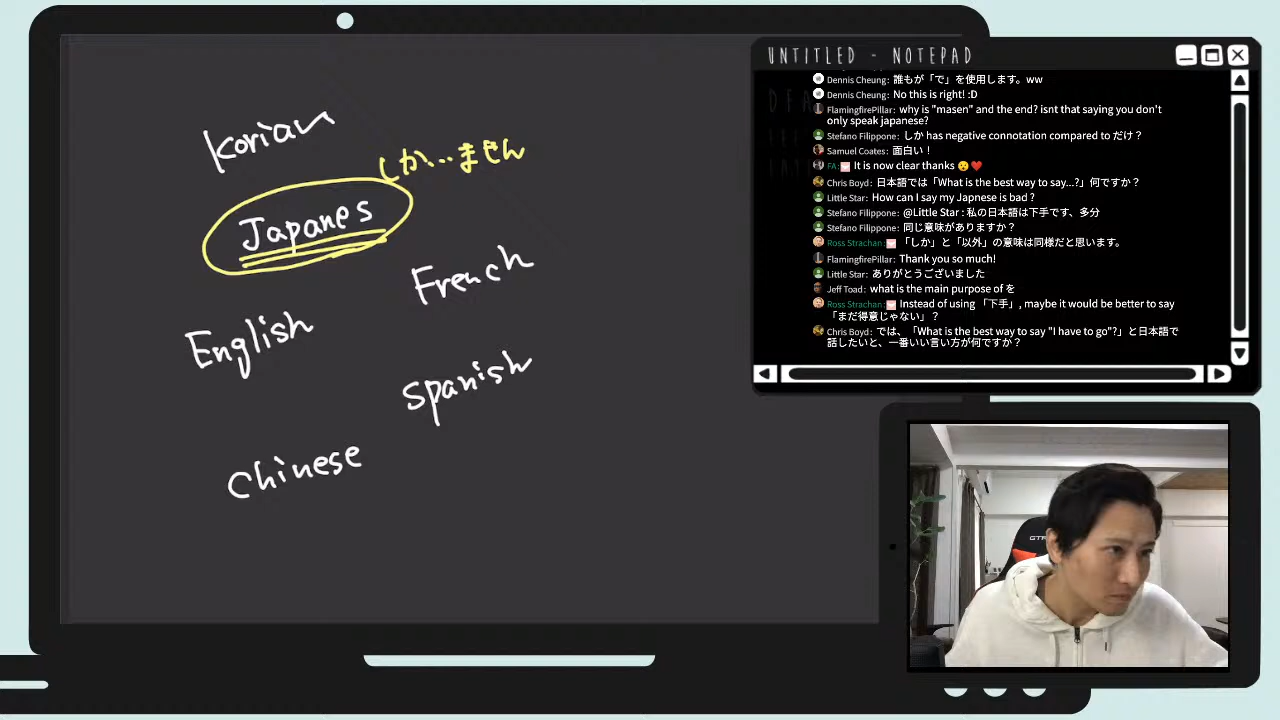 Korian
しか…ません
Japanes
French
English
Spanish
Chinese
UNTITLED - NOTEPAD
Dennis Cheung: 誰もが「で」を使用します。ww
Dennis Cheung: No this is right! :D
FlamingfirePillar: why is "masen" and the end? isnt that saying you don't
only speak japanese?
Stefano Filippone: しか has negative connotation compared to だけ？
Samuel Coates: 面白い！
FA: It is now clear thanks 😮❤️
Chris Boyd: 日本語では「What is the best way to say...?」何ですか？
Little Star: How can I say my Japnese is bad ?
Stefano Filippone: @Little Star : 私の日本語は下手です、多分
Stefano Filippone: 同じ意味がありますか？
Ross Strachan: 「しか」と「以外」の意味は同様だと思います。
FlamingfirePillar: Thank you so much!
Little Star: ありがとうございました
Jeff Toad: what is the main purpose of を
Ross Strachan: Instead of using 「下手」, maybe it would be better to say
「まだ得意じゃない」？
Chris Boyd: では、「What is the best way to say "I have to go"?」と日本語で
話したいと、一番いい言い方が何ですか？